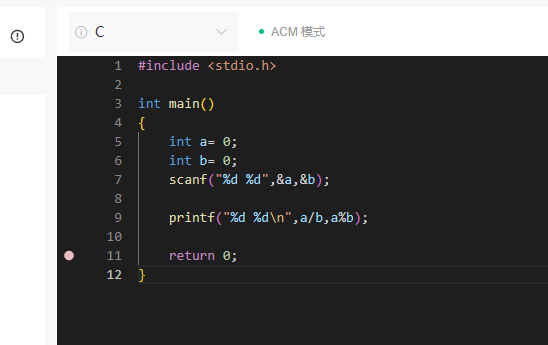 C
ACM 模式
1 #include <stdio.h>
2
3 int main()
4 {
5     int a= 0;
6     int b= 0;
7     scanf("%d %d",&a,&b);
8
9     printf("%d %d\n",a/b,a%b);
10
11     return 0;
12 }